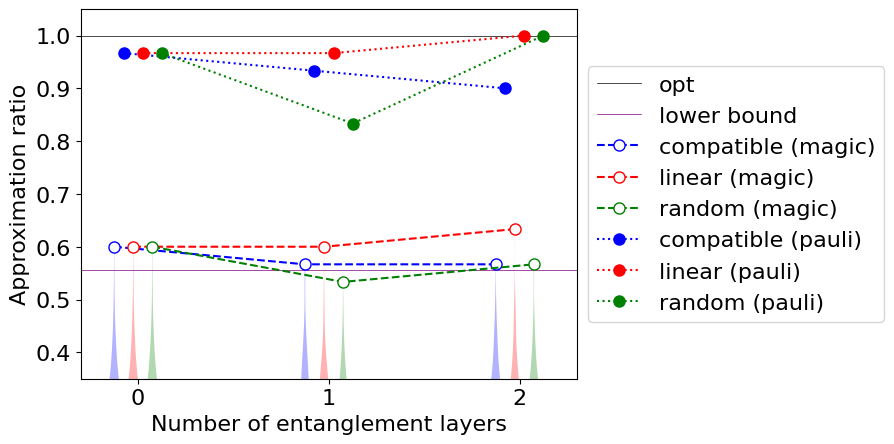 Approximation ratio
1.0
0.9
0.8
0.7
0.6
0.5
0.4
0
1
2
Number of entanglement layers
opt
lower bound
compatible (magic)
linear (magic)
random (magic)
compatible (pauli)
linear (pauli)
random (pauli)